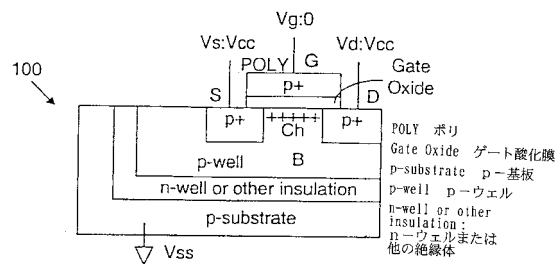 Vg:0
Vs:Vcc
Vd:Vcc
100
POLY
G
Gate
Oxide
S
p+
D
p+
+++++
p+
Ch
p-well
B
n-well or other insulation
p-substrate
Vss
POLY ポリ
Gate Oxide ゲート酸化膜
p-substrate p-基板
p-well p-ウェル
n-well or other
insulation:
n-ウェルまたは
他の絶縁体